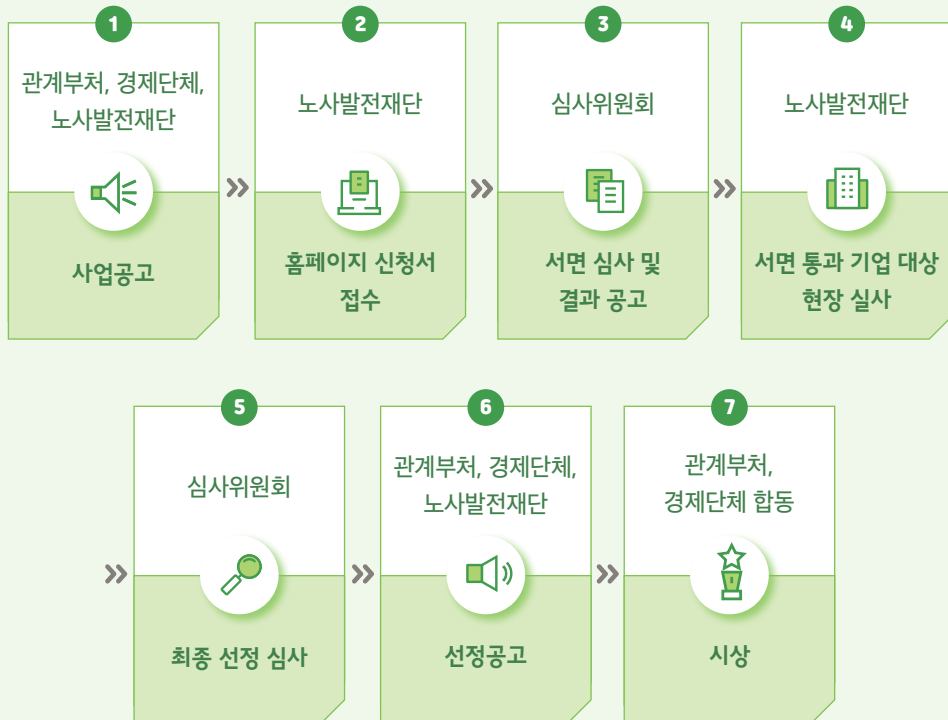 1
관계부처, 경제단체,
노사발전재단
사업공고
2
노사발전재단
홈페이지 신청서
접수
3
심사위원회
서면 심사 및
결과 공고
4
노사발전재단
서면 통과 기업 대상
현장 실사
5
심사위원회
최종 선정 심사
6
관계부처, 경제단체,
노사발전재단
선정공고
7
관계부처,
경제단체 합동
시상